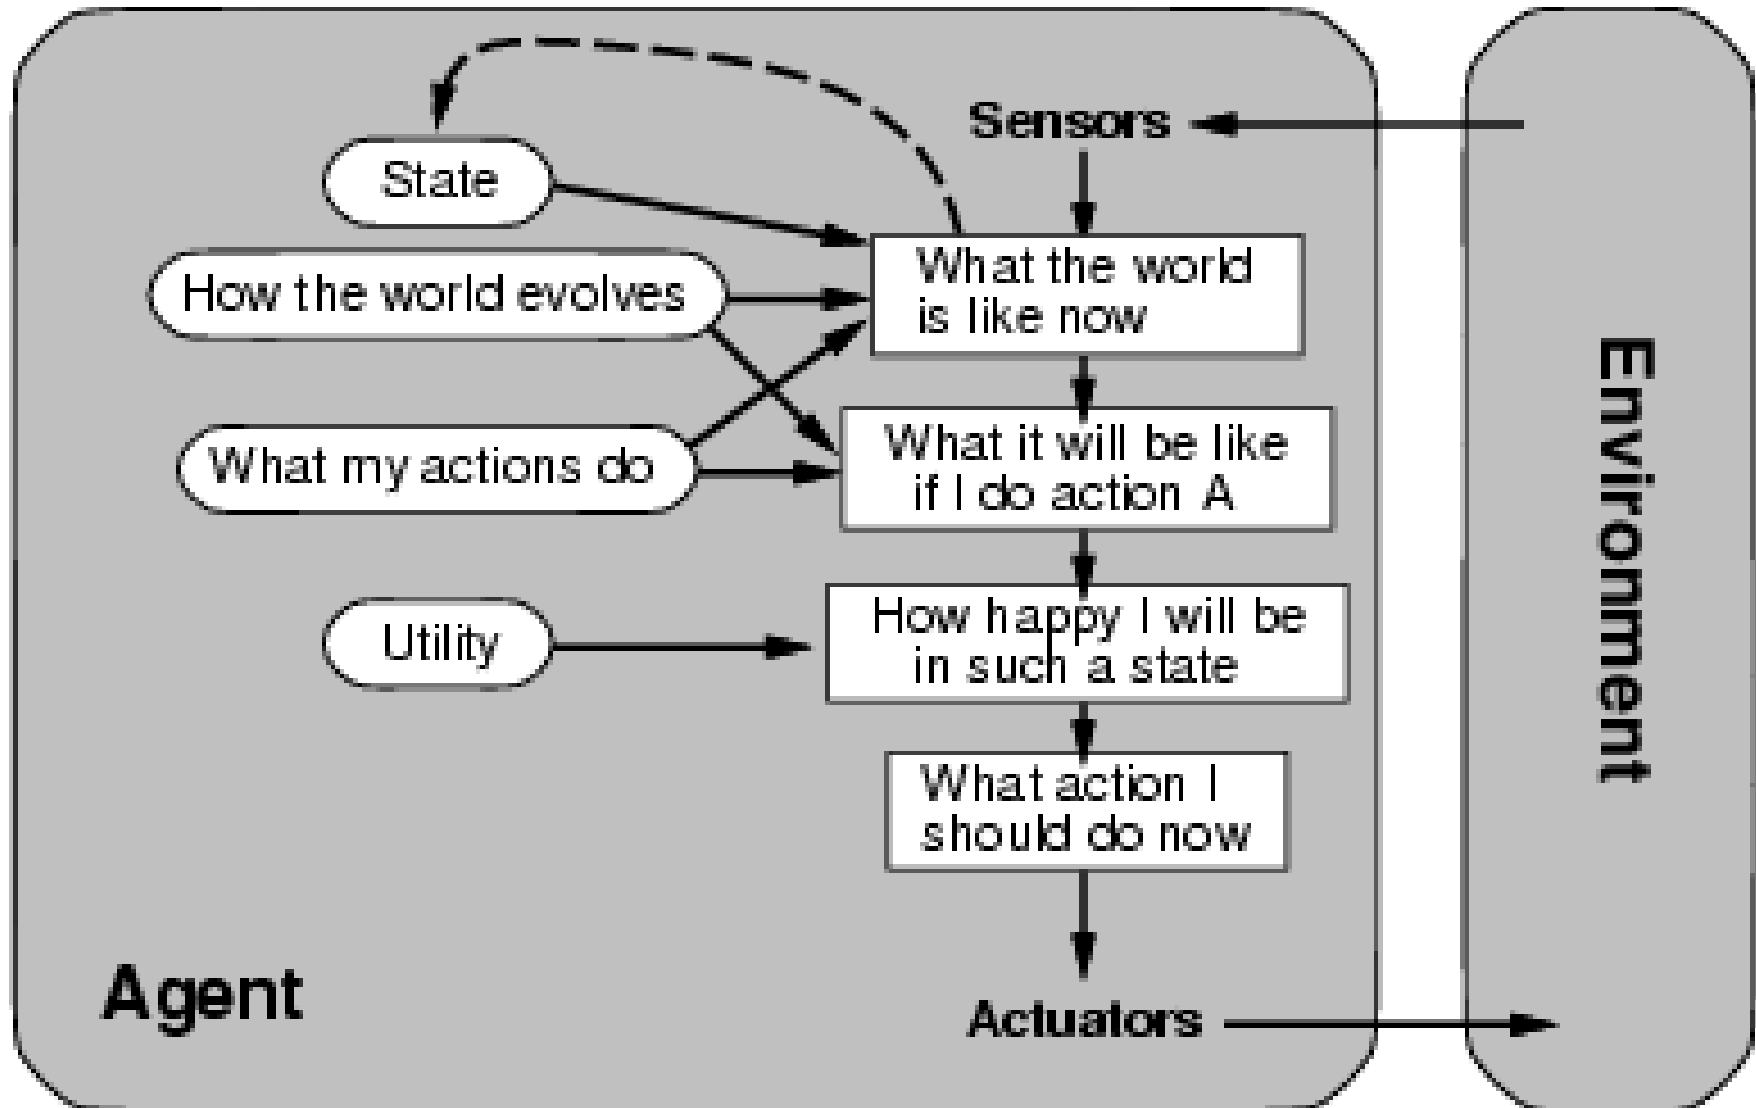 Sensors
State
What the world
is like now
How the world evolves
What my actions do
What it will be like
if I do action A
Utility
How happy I will be
in such a state
What action I
should do now
Agent
Actuators
Environment